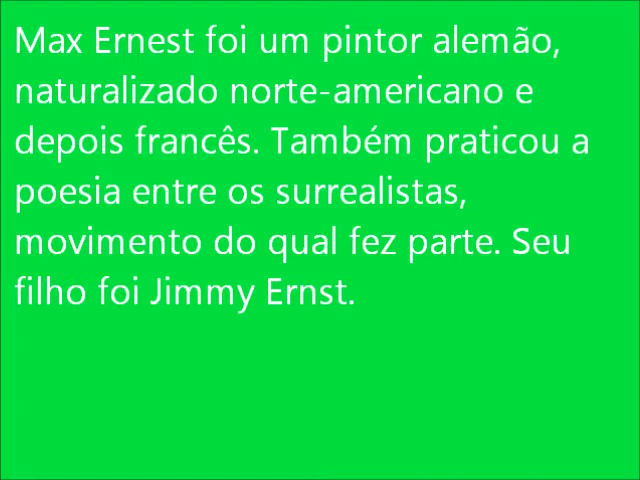 Max Ernest foi um pintor alemão,
naturalizado norte-americano e
depois francês. Também praticou a
poesia entre os surrealistas,
movimento do qual fez parte. Seu
filho foi Jimmy Ernst.